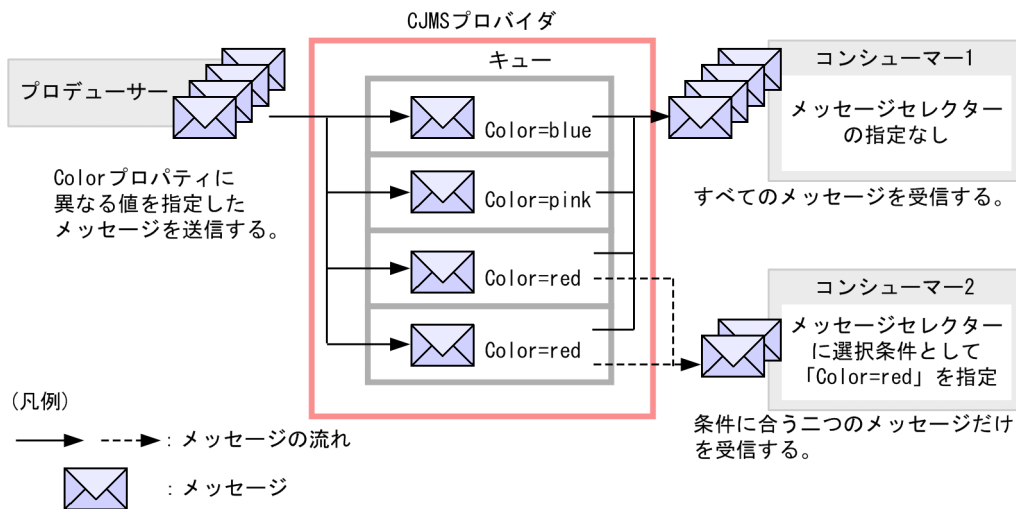 CJMSプロバイダ
プロデューサー
キュー
コンシューマー1
メッセージセレクター
の指定なし
Color=blue
Color=pink
Color=red
Color=red
Colorプロパティに
異なる値を指定した
メッセージを送信する。
すべてのメッセージを受信する。
コンシューマー2
メッセージセレクター
に選択条件として
「Color=red」を指定
条件に合う二つのメッセージだけ
を受信する。
(凡例)
：メッセージの流れ
：メッセージ